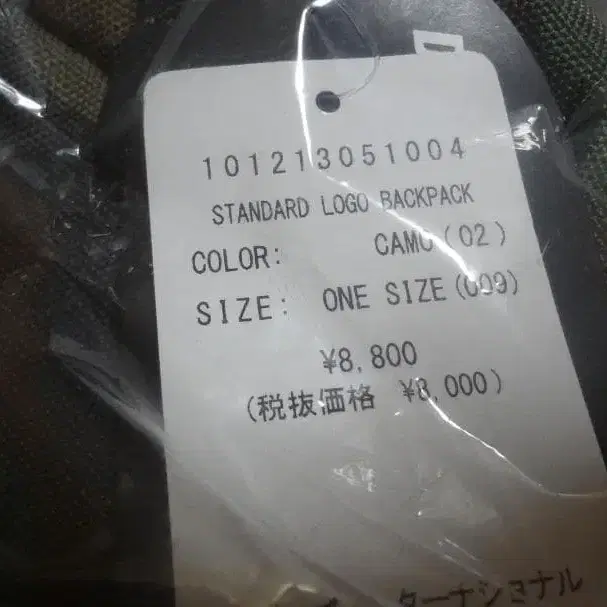 101213051004
STANDARD LOGO BACKPACK
COLOR: CAMO(02)
SIZE: ONE SIZE(009)
¥8,800
(税抜価格 ¥8,000)
ターナショナル